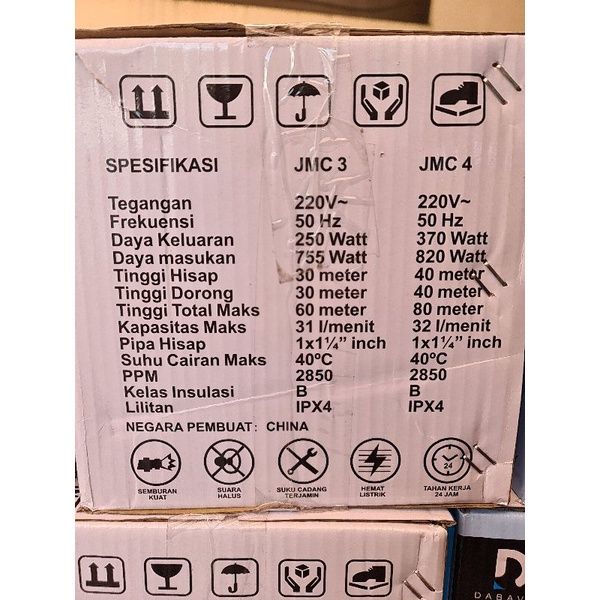 SPESIFIKASI JMC 3 JMC 4
Tegangan 220V~ 220V~
Frekuensi 50 Hz 50 Hz
Daya Keluaran 250 Watt 370 Watt
Daya masukan 755 Watt 820 Watt
Tinggi Hisap 30 meter 40 meter
Tinggi Dorong 30 meter 40 meter
Tinggi Total Maks 60 meter 80 meter
Kapasitas Maks 31 l/menit 32 l/menit
Pipa Hisap 1x1¼" inch 1x1¼" inch
Suhu Cairan Maks 40ºC 40ºC
PPM 2850 2850
Kelas Insulasi B B
Lilitan IPX4 IPX4
NEGARA PEMBUAT: CHINA
24
SEMBURAN KUAT
SUARA HALUS
SUKU CADANG TERJAMIN
HEMAT LISTRIK
TAHAN KERJA 24 JAM